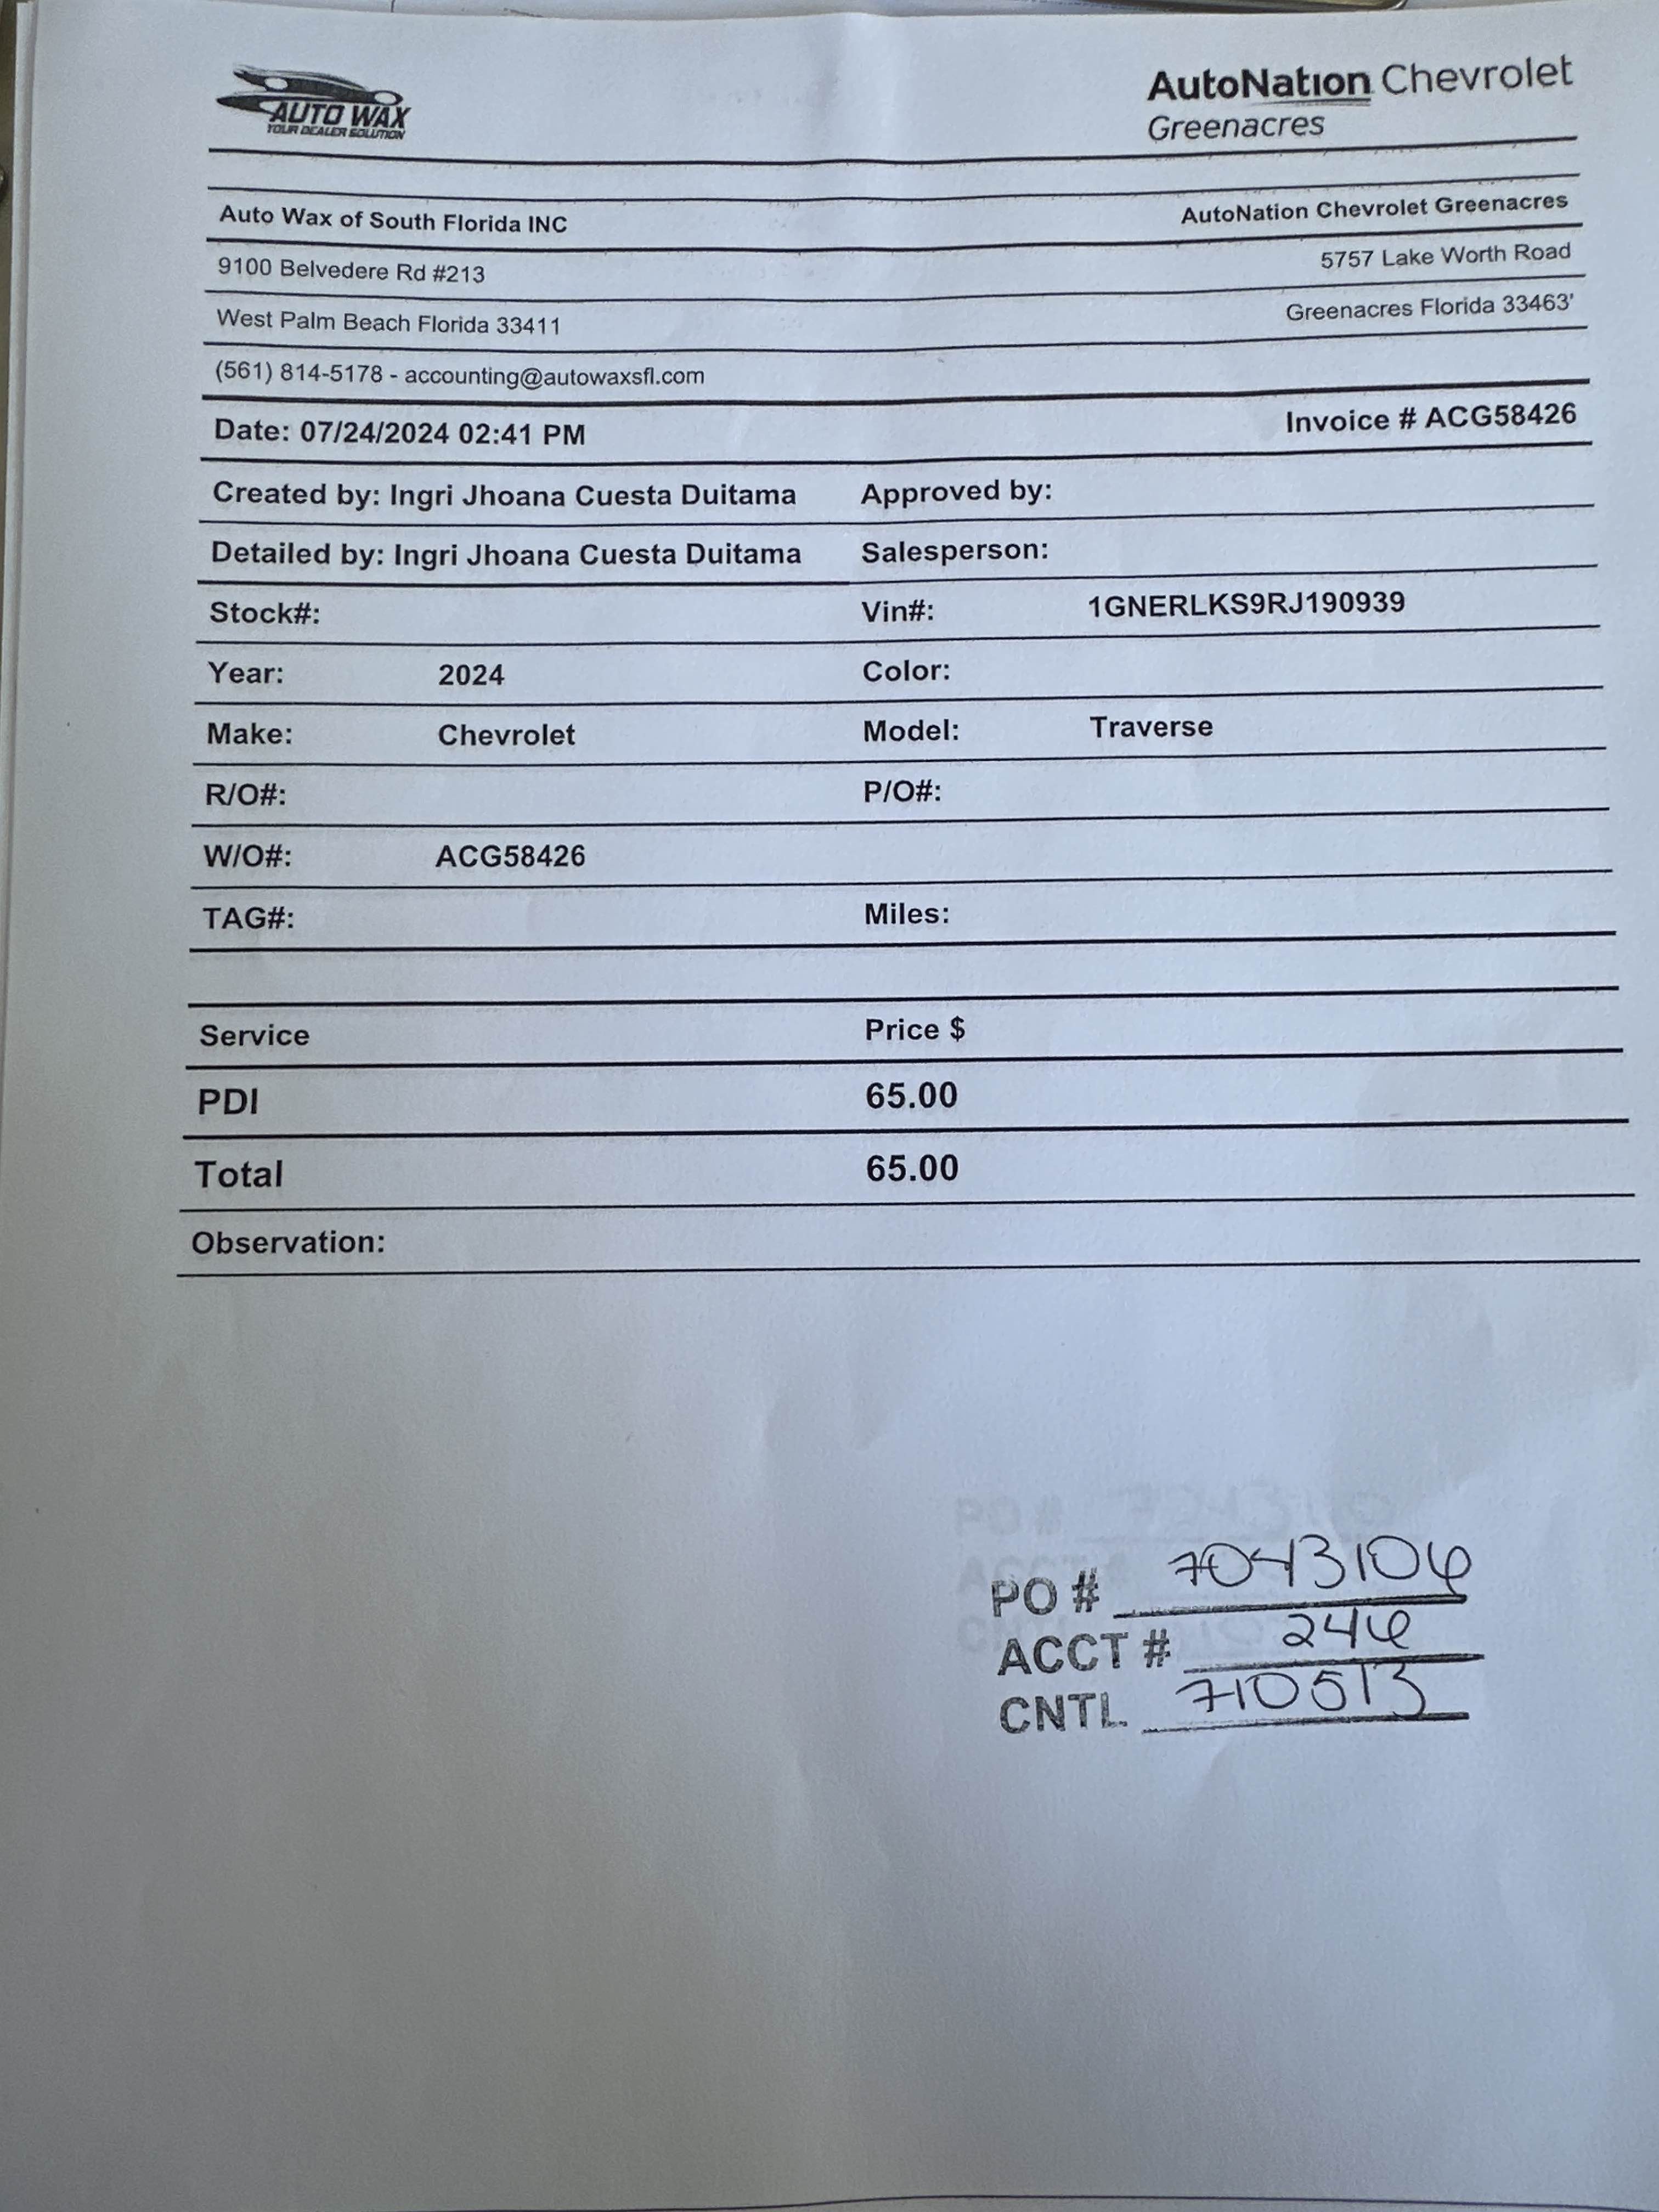 AUTO WAX
YOUR DEALER SOLUTION
AutoNation Chevrolet
Greenacres
Auto Wax of South Florida INC
AutoNation Chevrolet Greenacres
9100 Belvedere Rd #213
5757 Lake Worth Road
West Palm Beach Florida 33411
Greenacres Florida 33463'
(561) 814-5178 - accounting@autowaxsfl.com
Date: 07/24/2024 02:41 PM
Invoice # ACG58426
Created by: Ingri Jhoana Cuesta Duitama Approved by:
Detailed by: Ingri Jhoana Cuesta Duitama Salesperson:
Stock#: Vin#: 1GNERLKS9RJ190939
Year: 2024 Color:
Make: Chevrolet Model: Traverse
R/O#: P/O#:
W/O#: ACG58426
TAG#: Miles:
Service Price $
PDI 65.00
Total 65.00
Observation:
PO # 7043106
ACCT # 246
CNTL 710513